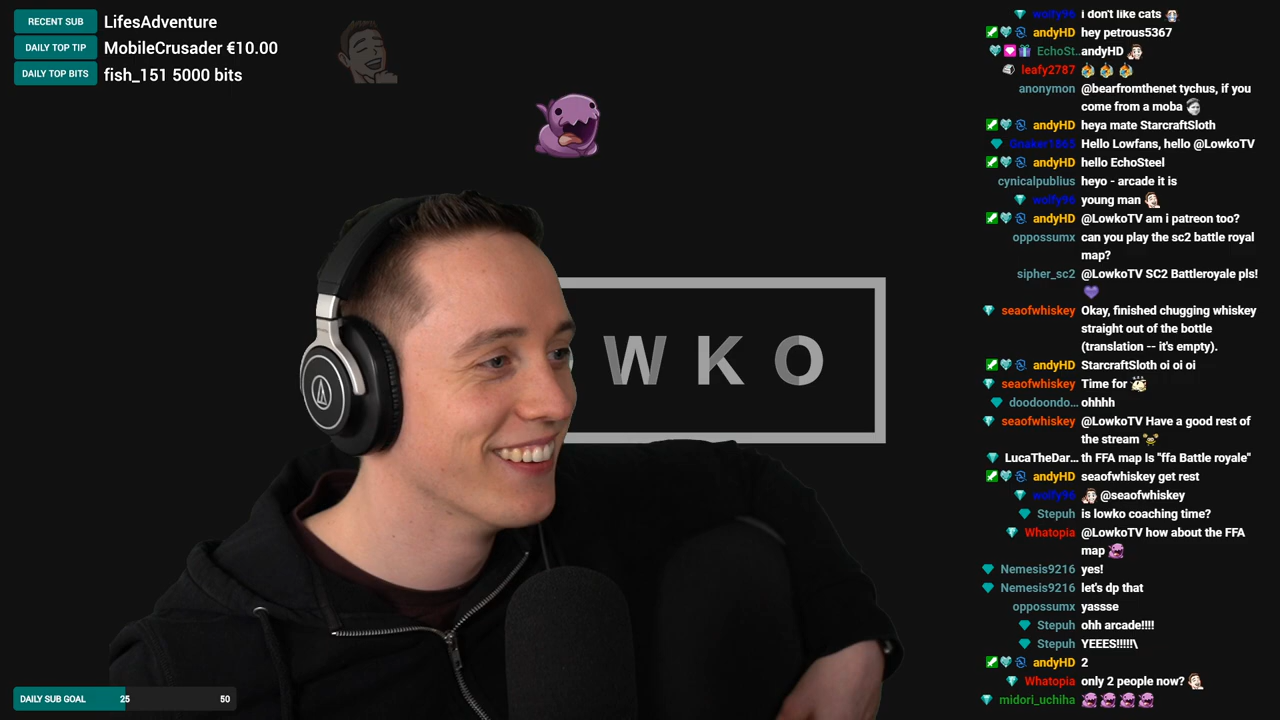 RECENT SUB LifesAdventure
DAILY TOP TIP MobileCrusader €10.00
DAILY TOP BITS fish_151 5000 bits
W K O
DAILY SUB GOAL 25 50
wolfy96 i don't like cats
andyHD hey petrous5367
EchoSt... andyHD
leafy2787
anonymon @bearfromthenet tychus, if you
come from a moba
andyHD heya mate StarcraftSloth
Gnaker1863 Hello Lowfans, hello @LowkoTV
andyHD hello EchoSteel
cynicalpublius heyo - arcade it is
wolfy96 young man
andyHD @LowkoTV am i patreon too?
oppossumx can you play the sc2 battle royal
map?
sipher_sc2 @LowkoTV SC2 Battleroyale pls!
seaofwhiskey Okay, finished chugging whiskey
straight out of the bottle
(translation -- it's empty).
andyHD StarcraftSloth oi oi oi
seaofwhiskey Time for
doodoondo... ohhhh
seaofwhiskey @LowkoTV Have a good rest of
the stream
LucaTheDar... th FFA map Is "ffa Battle royale"
andyHD seaofwhiskey get rest
wolfy96 @seaofwhiskey
Stepuh is lowko coaching time?
Whatopia @LowkoTV how about the FFA
map
Nemesis9216 yes!
Nemesis9216 let's dp that
oppossumx yassse
Stepuh ohh arcade!!!!
Stepuh YEEES!!!!!\
andyHD 2
Whatopia only 2 people now?
midori_uchiha